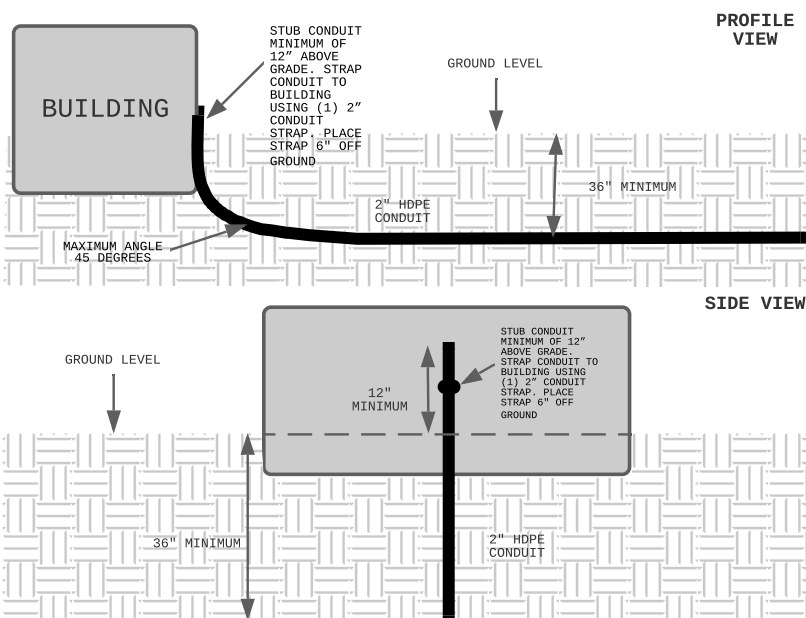 PROFILE
VIEW
STUB CONDUIT
MINIMUM OF
12” ABOVE
GRADE. STRAP
CONDUIT TO
BUILDING
USING (1) 2”
CONDUIT
STRAP. PLACE
STRAP 6" OFF
GROUND
GROUND LEVEL
BUILDING
36" MINIMUM
2" HDPE
CONDUIT
MAXIMUM ANGLE
45 DEGREES
SIDE VIEW
STUB CONDUIT
MINIMUM OF 12”
ABOVE GRADE.
STRAP CONDUIT TO
BUILDING USING
(1) 2” CONDUIT
STRAP. PLACE
STRAP 6" OFF
GROUND
GROUND LEVEL
12"
MINIMUM
36" MINIMUM
2" HDPE
CONDUIT